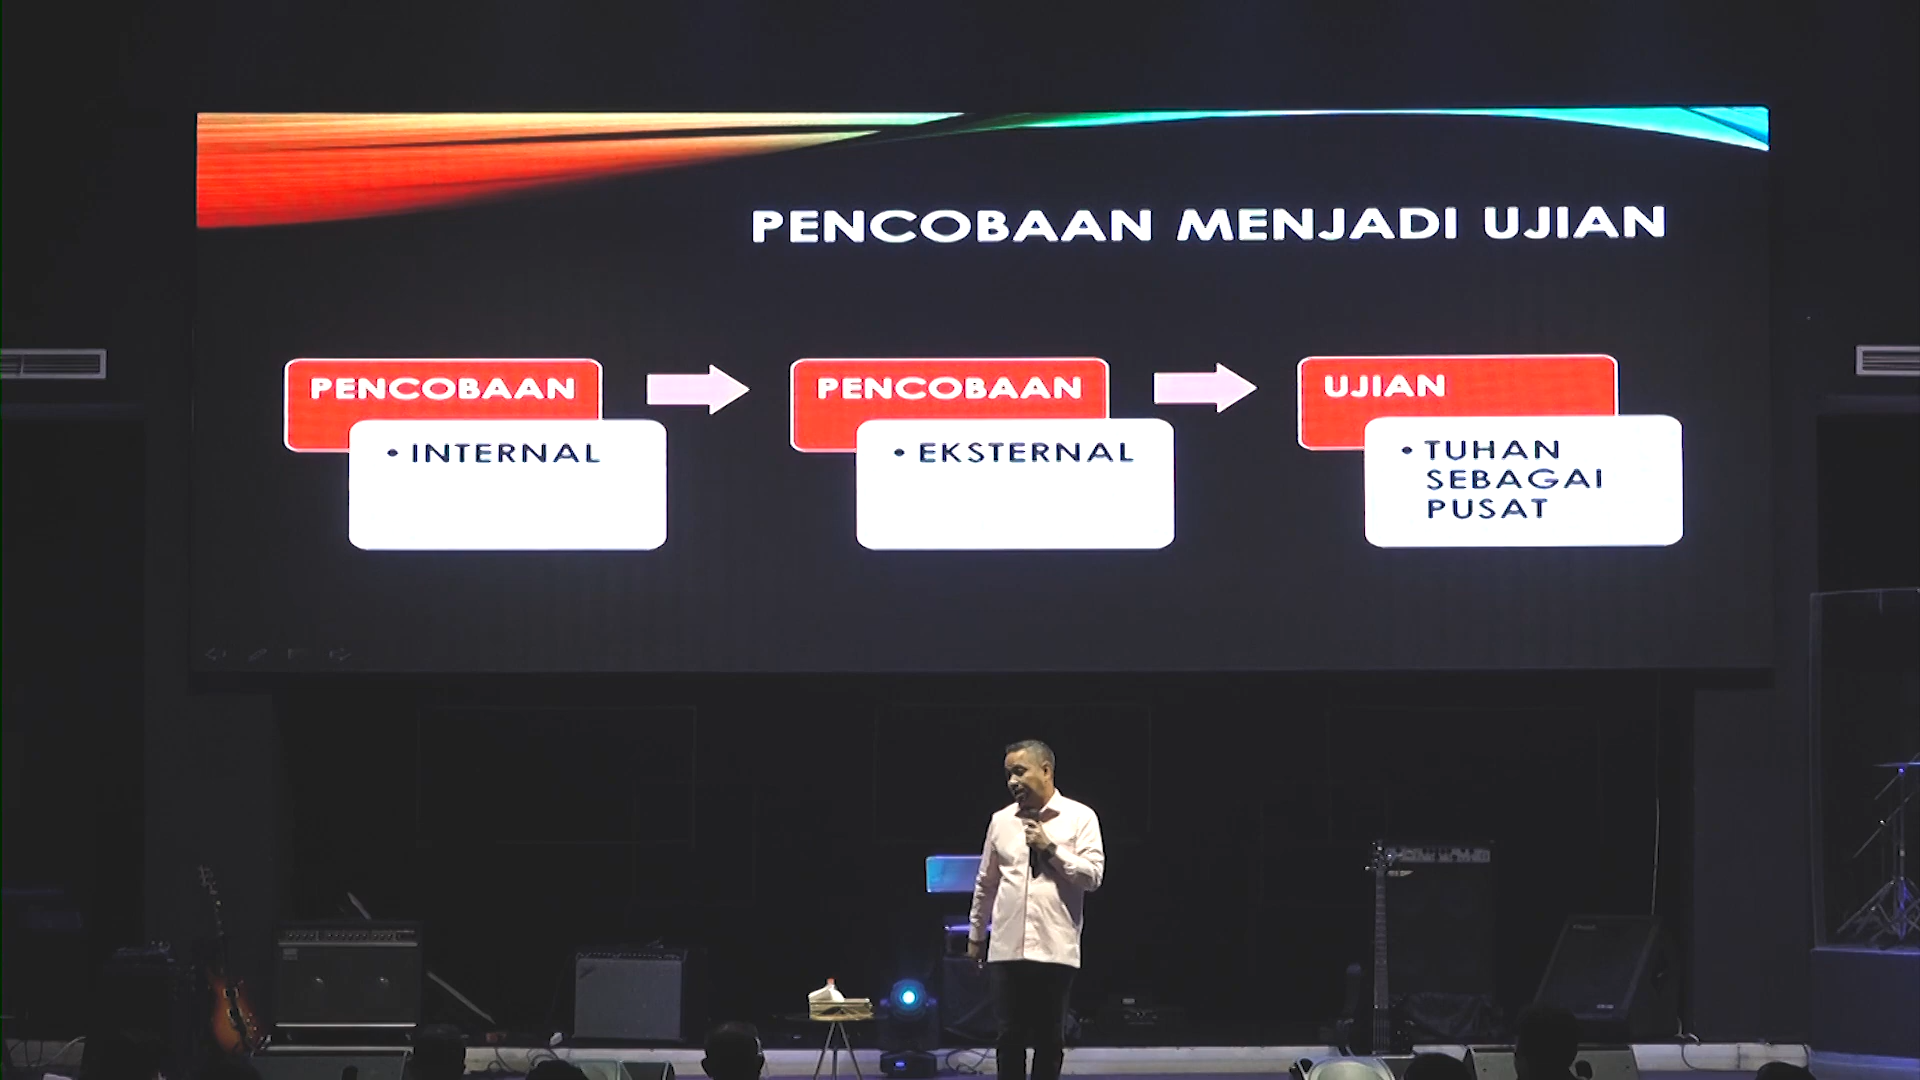 PENCOBAAN MENJADI UJIAN
PENCOBAAN
• INTERNAL
PENCOBAAN
• EKSTERNAL
UJIAN
• TUHAN
SEBAGAI
PUSAT